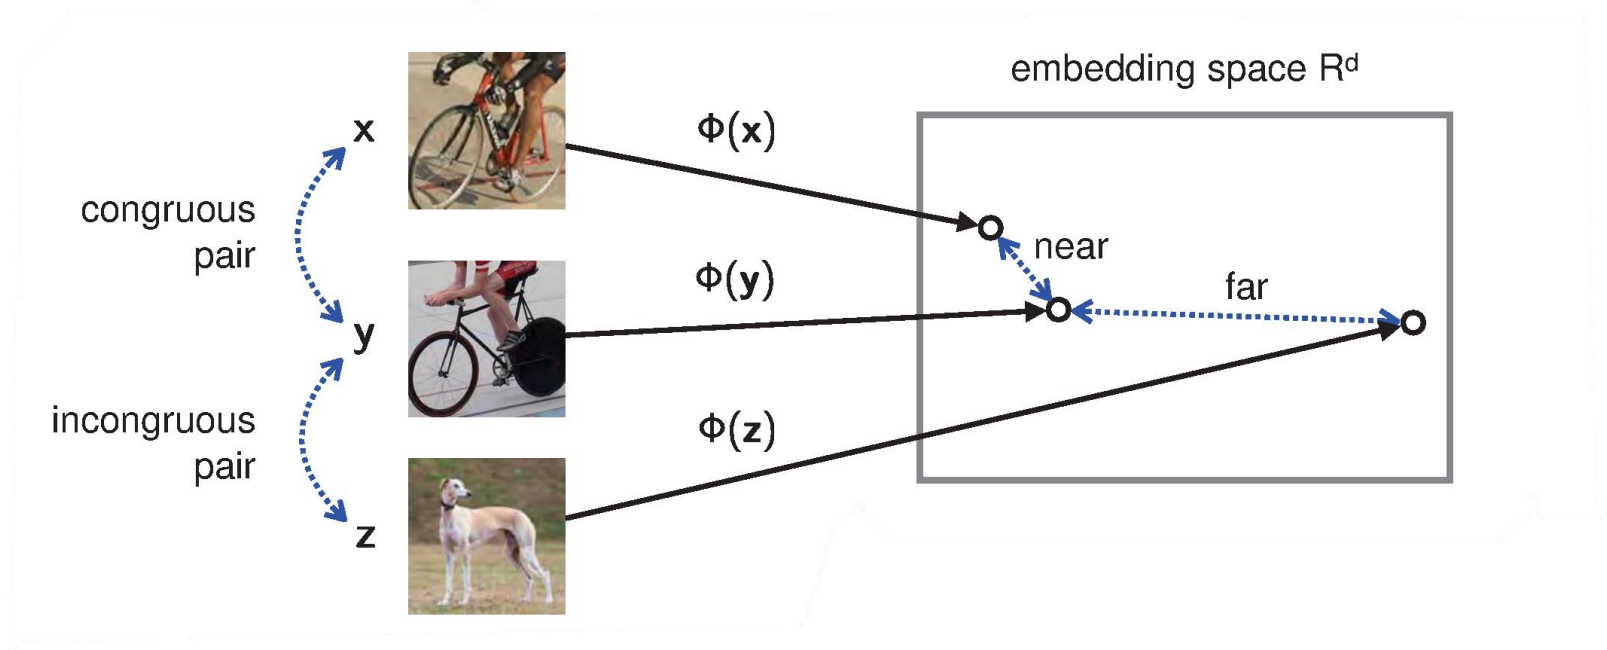 embedding space Rᵈ
x
Φ(x)
congruous
pair
near
Φ(y)
far
y
incongruous
pair
Φ(z)
z